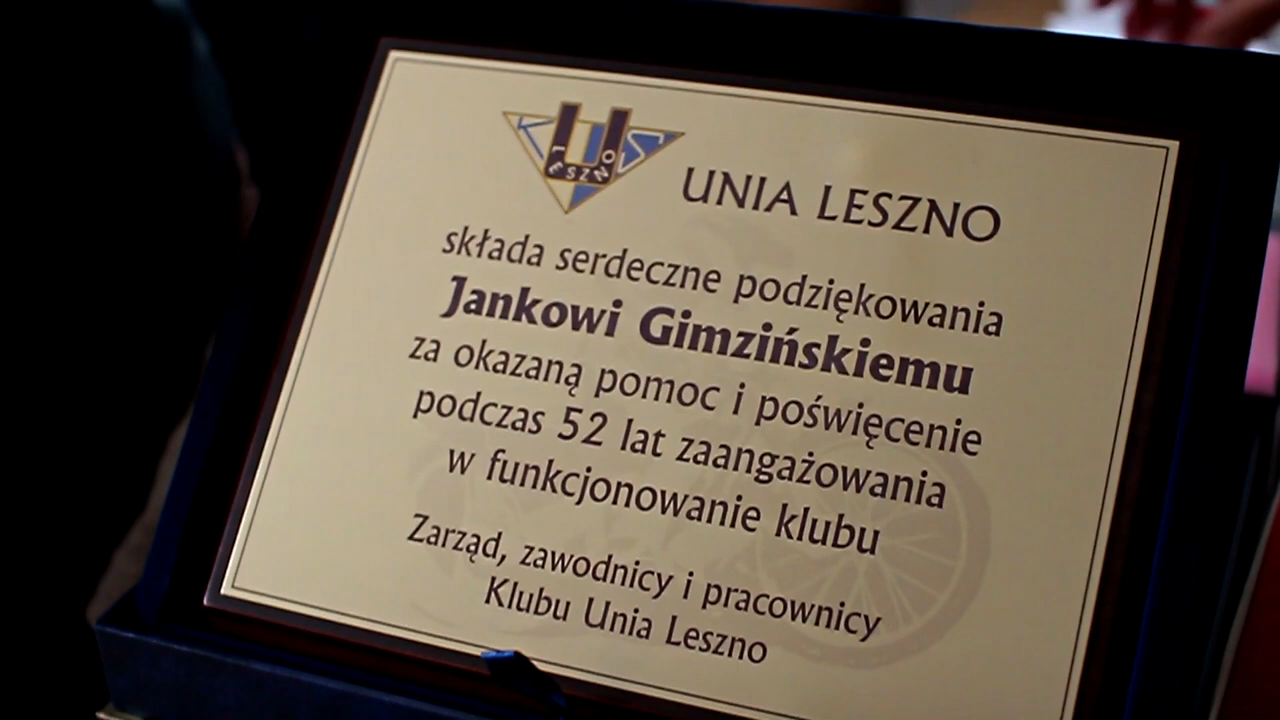 K U S
LESZNO
UNIA LESZNO
składa serdeczne podziękowania
Jankowi Gimzińskiemu
za okazaną pomoc i poświęcenie
podczas 52 lat zaangażowania
w funkcjonowanie klubu
Zarząd, zawodnicy i pracownicy
Klubu Unia Leszno